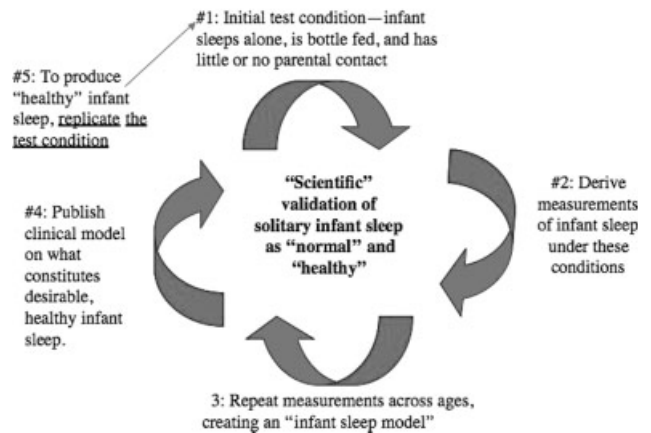 #1: Initial test condition—infant
sleeps alone, is bottle fed, and has
little or no parental contact
#5: To produce
“healthy” infant
sleep, replicate the
test condition
“Scientific”
validation of
solitary infant sleep
as “normal” and
“healthy”
#2: Derive
measurements
of infant sleep
under these
conditions
#4: Publish
clinical model
on what
constitutes
desirable,
healthy infant
sleep.
3: Repeat measurements across ages,
creating an “infant sleep model”